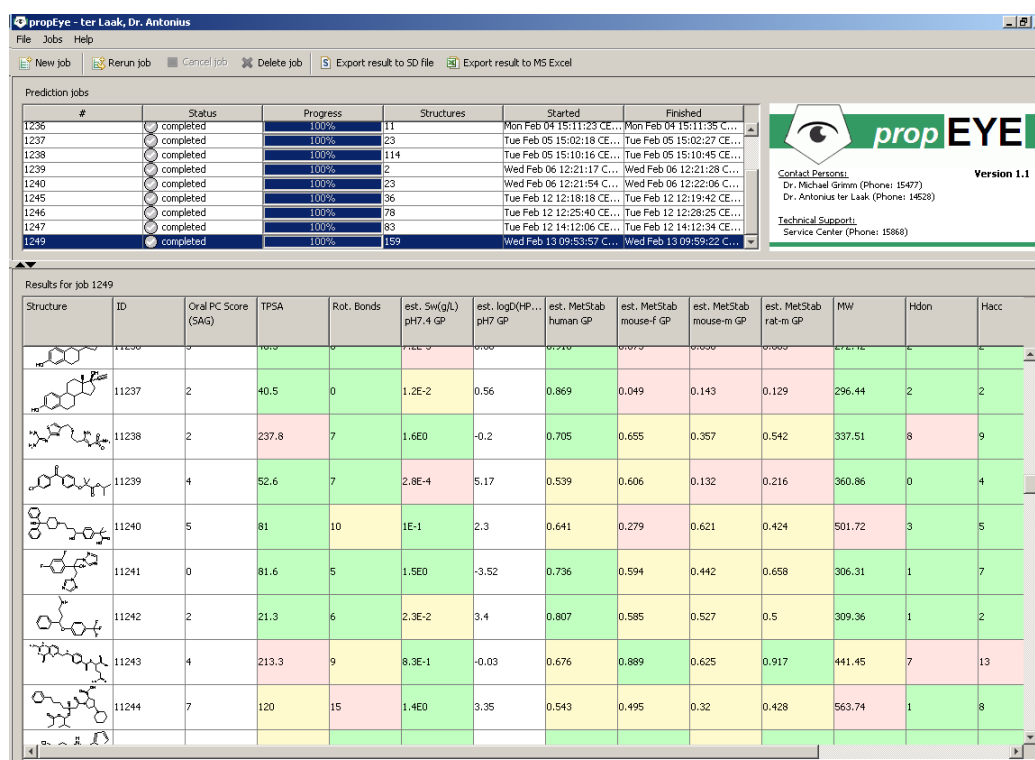 propEye - ter Laak, Dr. Antonius
File Jobs Help
New job Rerun job Cancel job Delete job Export result to SD file Export result to MS Excel
Prediction jobs
# Status Progress Structures Started Finished
1236 completed 100% 11 Mon Feb 04 15:11:23 CE... Mon Feb 04 15:11:35 C...
1237 completed 100% 23 Tue Feb 05 15:02:18 CE... Tue Feb 05 15:02:27 CE...
1238 completed 100% 114 Tue Feb 05 15:10:16 CE... Tue Feb 05 15:10:45 CE...
1239 completed 100% 2 Wed Feb 06 12:21:17 C... Wed Feb 06 12:21:28 C...
1240 completed 100% 23 Wed Feb 06 12:21:54 C... Wed Feb 06 12:22:06 C...
1245 completed 100% 36 Tue Feb 12 12:18:18 CE... Tue Feb 12 12:19:42 CE...
1246 completed 100% 78 Tue Feb 12 12:25:40 CE... Tue Feb 12 12:28:25 CE...
1247 completed 100% 83 Tue Feb 12 14:12:06 CE... Tue Feb 12 14:12:34 CE...
1249 completed 100% 159 Wed Feb 13 09:53:57 C... Wed Feb 13 09:59:22 C...
prop EYE
Contact Persons: Version 1.1
Dr. Michael Grimm (Phone: 15477)
Dr. Antonius ter Laak (Phone: 14528)
Technical Support:
Service Center (Phone: 15868)
Results for job 1249
Structure ID Oral PC Score TPSA Rot. Bonds est. Sw(g/L) est. logD(HP... est. MetStab est. MetStab est. MetStab est. MetStab MW Hdon Hacc
(SAG) pH7.4 GP pH7 GP human GP mouse-f GP mouse-m GP rat-m GP
11237 2 40.5 0 1.2E-2 0.56 0.869 0.049 0.143 0.129 296.44 2 2
11238 2 237.8 7 1.6E0 -0.2 0.705 0.655 0.357 0.542 337.51 8 9
11239 4 52.6 7 2.8E-4 5.17 0.539 0.606 0.132 0.216 360.86 0 4
11240 5 81 10 1E-1 2.3 0.641 0.279 0.621 0.424 501.72 3 5
11241 0 81.6 5 1.5E0 -3.52 0.736 0.594 0.442 0.658 306.31 1 7
11242 2 21.3 6 2.3E-2 3.4 0.807 0.585 0.527 0.5 309.36 1 2
11243 4 213.3 9 8.3E-1 -0.03 0.676 0.889 0.625 0.917 441.45 7 13
11244 7 120 15 1.4E0 3.35 0.543 0.495 0.32 0.428 563.74 1 8